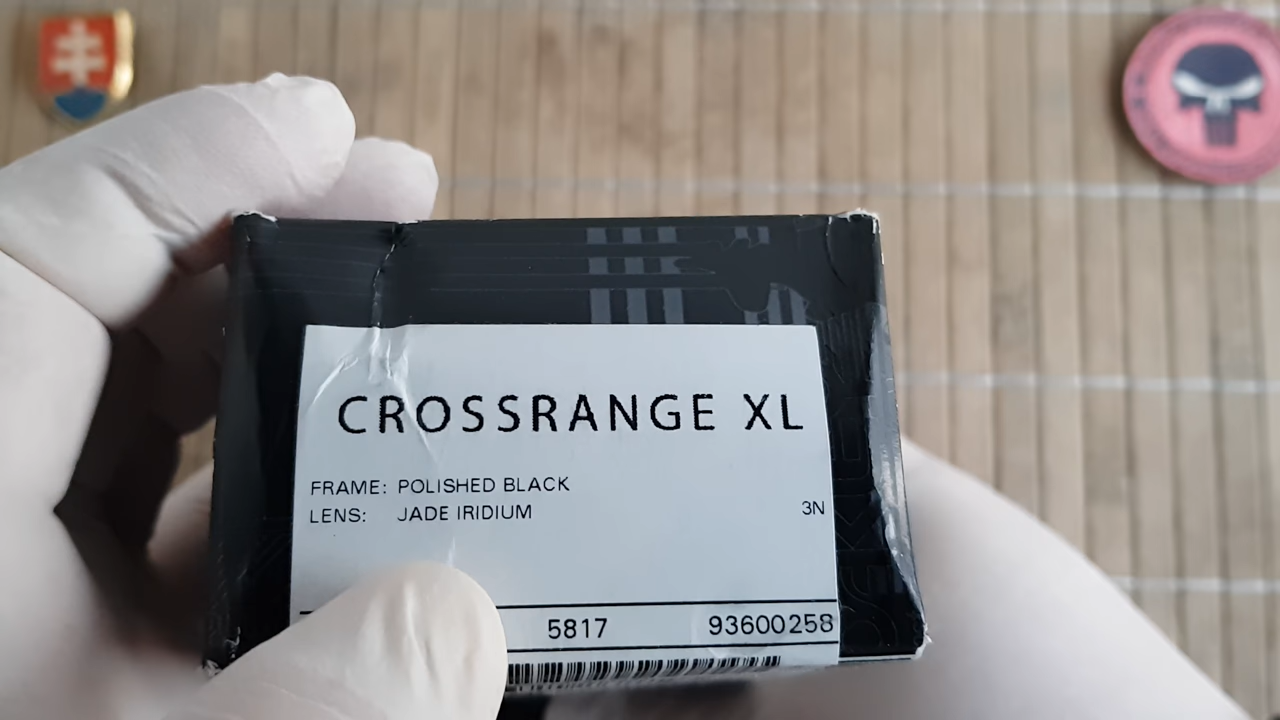 CROSSRANGE XL
FRAME: POLISHED BLACK
LENS: JADE IRIDIUM 3N
5817 93600258